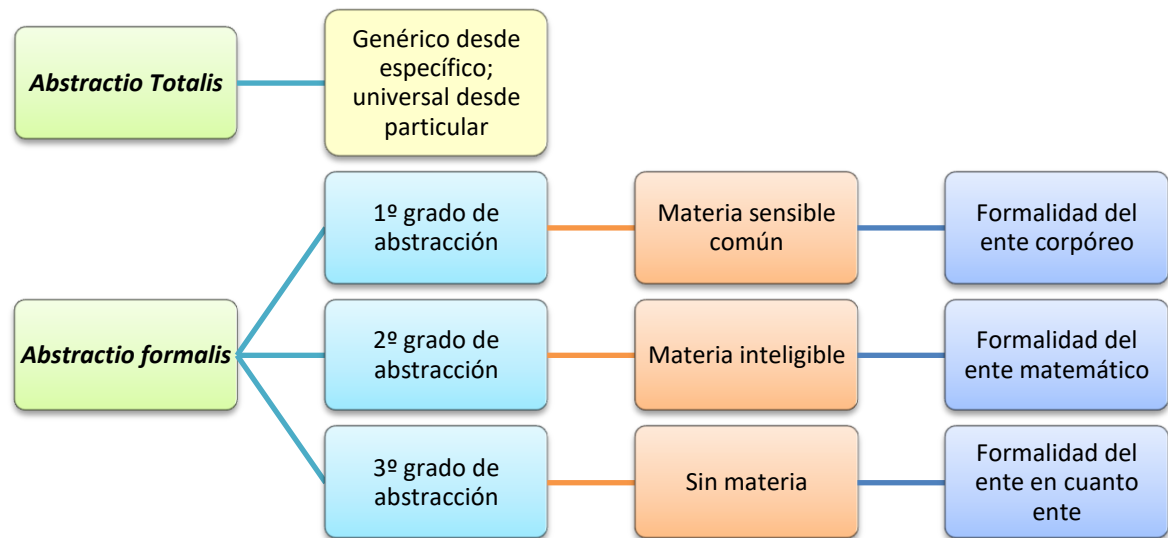 Abstractio Totalis
Genérico desde
específico;
universal desde
particular
Abstractio formalis
1º grado de
abstracción
Materia sensible
común
Formalidad del
ente corpóreo
2º grado de
abstracción
Materia inteligible
Formalidad del
ente matemático
3º grado de
abstracción
Sin materia
Formalidad del
ente en cuanto
ente